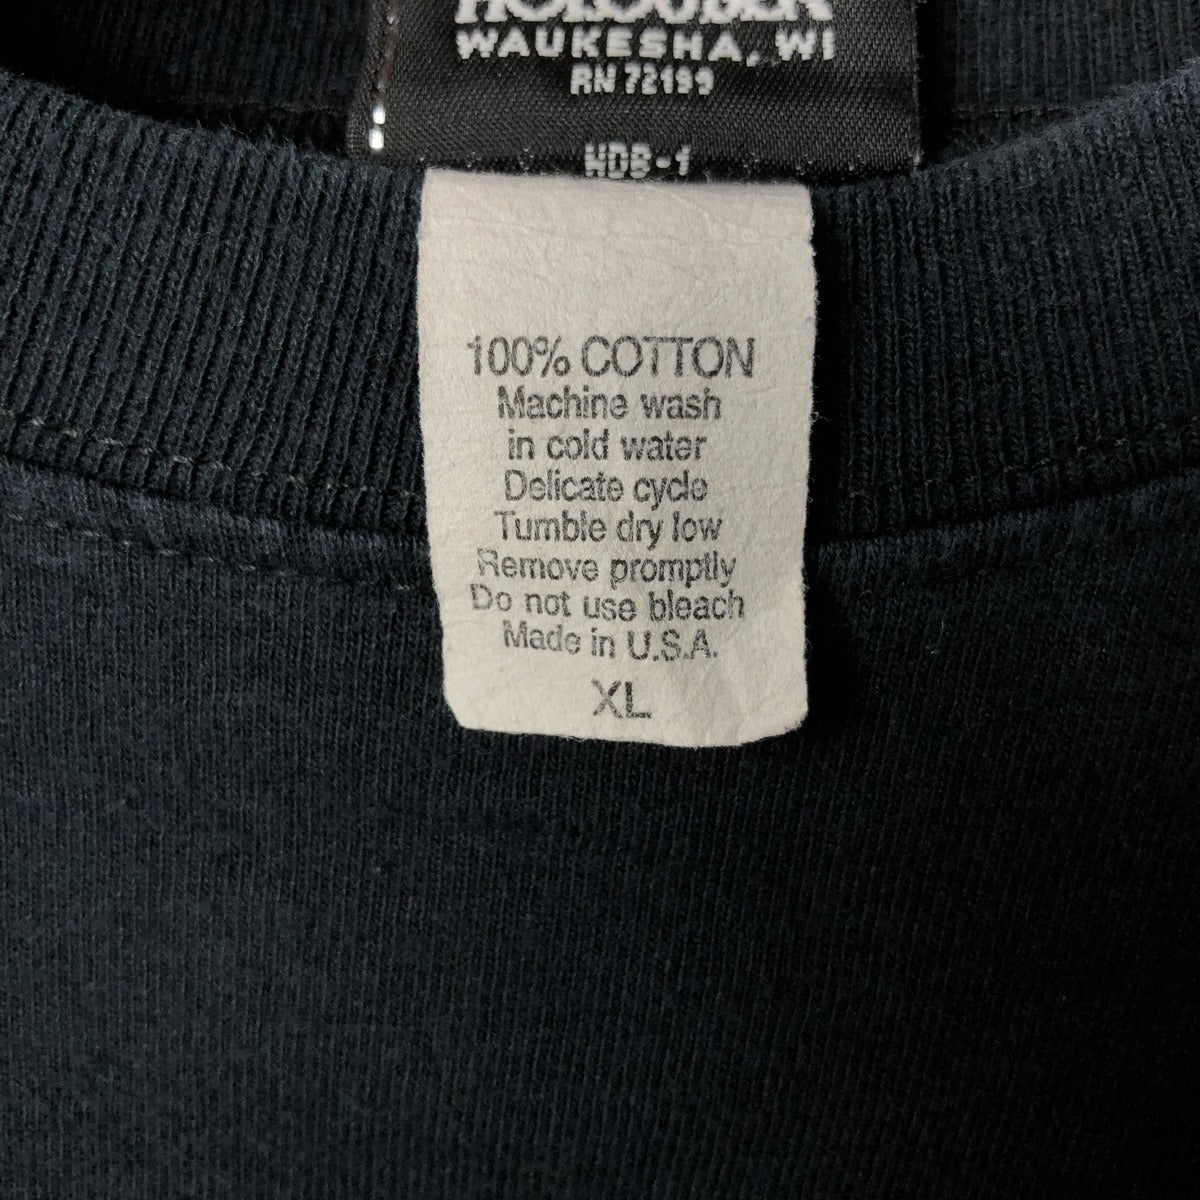 HOLOUBEK
WAUKESHA, WI
RN 72199
HDB-1
100% COTTON
Machine wash
in cold water
Delicate cycle
Tumble dry low
Remove promptly
Do not use bleach
Made in U.S.A.
XL